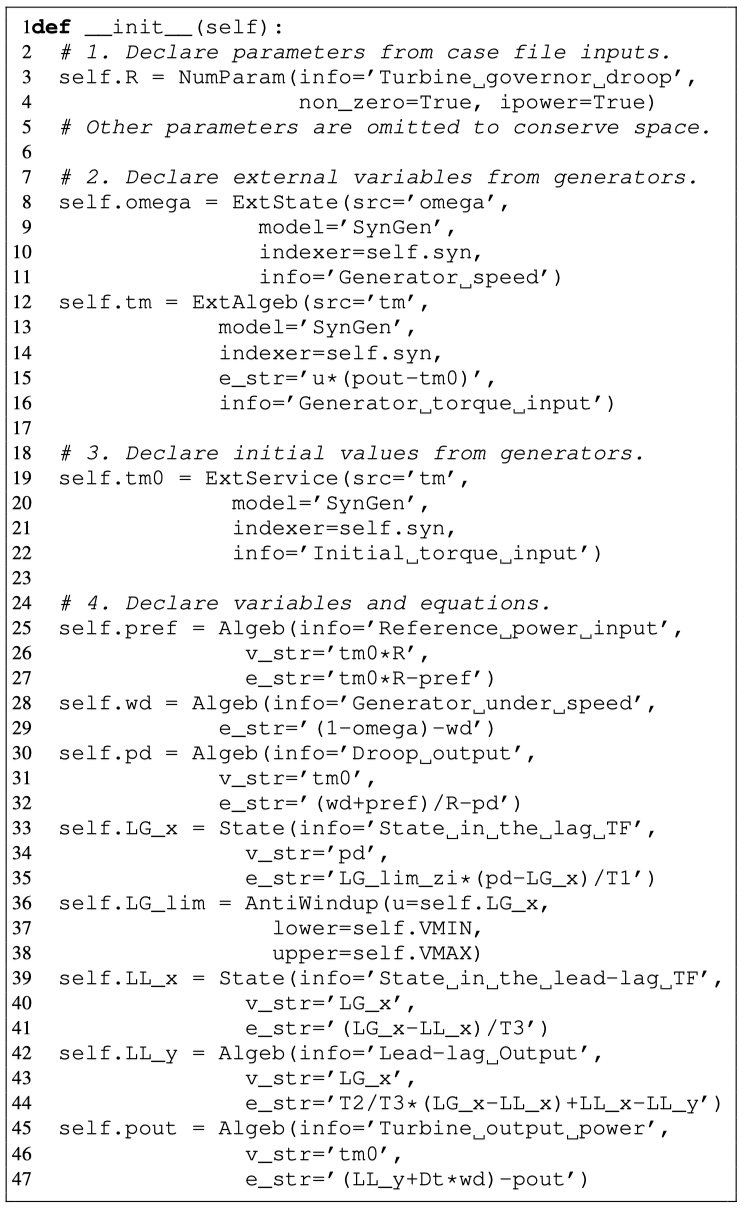 1def __init__(self):
2 # 1. Declare parameters from case file inputs.
3 self.R = NumParam(info='Turbine␣governor␣droop',
4 non_zero=True, ipower=True)
5 # Other parameters are omitted to conserve space.
6
7 # 2. Declare external variables from generators.
8 self.omega = ExtState(src='omega',
9 model='SynGen',
10 indexer=self.syn,
11 info='Generator␣speed')
12 self.tm = ExtAlgeb(src='tm',
13 model='SynGen',
14 indexer=self.syn,
15 e_str='u*(pout-tm0)',
16 info='Generator␣torque␣input')
17
18 # 3. Declare initial values from generators.
19 self.tm0 = ExtService(src='tm',
20 model='SynGen',
21 indexer=self.syn,
22 info='Initial␣torque␣input')
23
24 # 4. Declare variables and equations.
25 self.pref = Algeb(info='Reference␣power␣input',
26 v_str='tm0*R',
27 e_str='tm0*R-pref')
28 self.wd = Algeb(info='Generator␣under␣speed',
29 e_str='(1-omega)-wd')
30 self.pd = Algeb(info='Droop␣output',
31 v_str='tm0',
32 e_str='(wd+pref)/R-pd')
33 self.LG_x = State(info='State␣in␣the␣lag␣TF',
34 v_str='pd',
35 e_str='LG_lim_zi*(pd-LG_x)/T1')
36 self.LG_lim = AntiWindup(u=self.LG_x,
37 lower=self.VMIN,
38 upper=self.VMAX)
39 self.LL_x = State(info='State␣in␣the␣lead-lag␣TF',
40 v_str='LG_x',
41 e_str='(LG_x-LL_x)/T3')
42 self.LL_y = Algeb(info='Lead-lag␣Output',
43 v_str='LG_x',
44 e_str='T2/T3*(LG_x-LL_x)+LL_x-LL_y')
45 self.pout = Algeb(info='Turbine␣output␣power',
46 v_str='tm0',
47 e_str='(LL_y+Dt*wd)-pout')